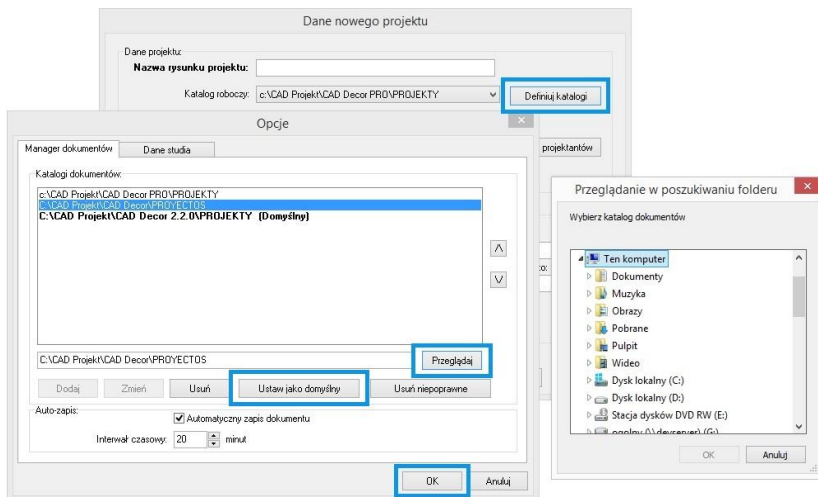 Dane nowego projektu
Dane projektu:
Nazwa rysunku projektu:
Katalog roboczy: c:\CAD Projekt\CAD Decor PRO\PROJEKTY
Definiuj katalogi
projektantów
Opcje
Manager dokumentów
Dane studia
Katalogi dokumentów:
c:\CAD Projekt\CAD Decor PRO\PROJEKTY
C:\CAD Projekt\CAD Decor\PROYECTOS
C:\CAD Projekt\CAD Decor 2.2.0\PROJEKTY (Domyślny)
C:\CAD Projekt\CAD Decor\PROYECTOS
Przeglądaj
Dodaj Zmień Usuń Ustaw jako domyślny Usuń niepoprawne
Auto-zapis:
Automatyczny zapis dokumentu
Interwał czasowy: 20 minut
OK Anuluj
Przeglądanie w poszukiwaniu folderu
Wybierz katalog dokumentów
Ten komputer
Dokumenty
Muzyka
Obrazy
Pobrane
Pulpit
Wideo
Dysk lokalny (C:)
Dysk lokalny (D:)
Stacja dysków DVD RW (E:)
ogolny (\\devserver) (G:)
OK Anuluj